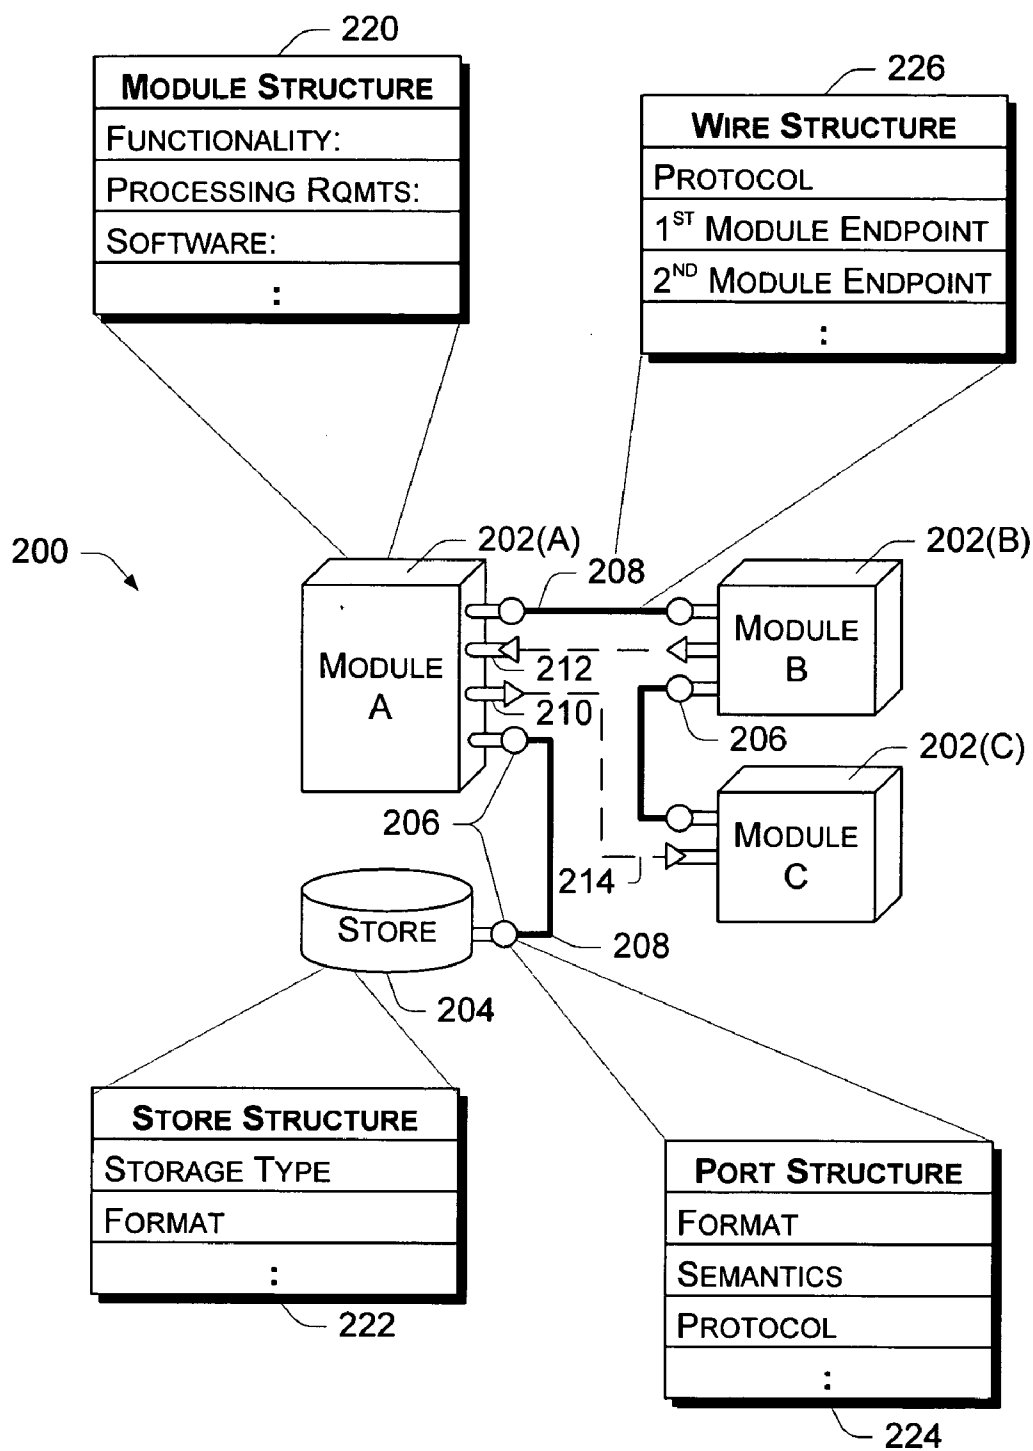 220
MODULE STRUCTURE
FUNCTIONALITY:
PROCESSING RQMTS:
SOFTWARE:
:
226
WIRE STRUCTURE
PROTOCOL
1ST MODULE ENDPOINT
2ND MODULE ENDPOINT
:
200
202(A)
208
202(B)
MODULE
A
212
210
MODULE
B
206
202(C)
206
MODULE
C
214
STORE
208
204
STORE STRUCTURE
STORAGE TYPE
FORMAT
:
222
PORT STRUCTURE
FORMAT
SEMANTICS
PROTOCOL
:
224